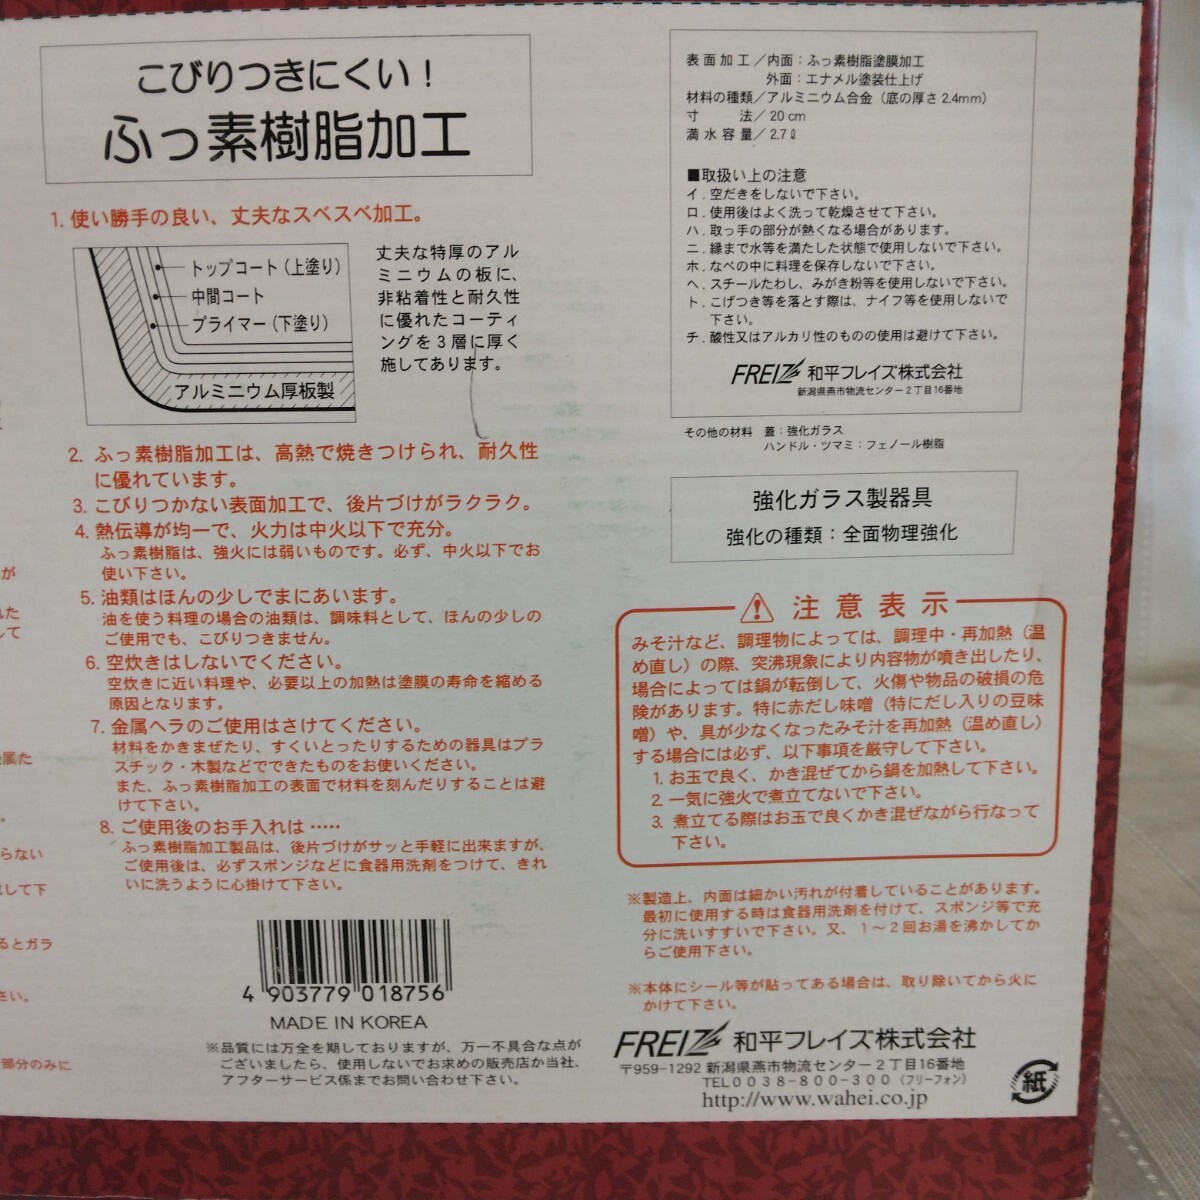 こびりつきにくい！
ふっ素樹脂加工
1. 使い勝手の良い、丈夫なスベスベ加工。
トップコート（上塗り）
中間コート
プライマー（下塗り）
アルミニウム厚板製
丈夫な特厚のアル
ミニウムの板に、
非粘着性と耐久性
に優れたコーティ
ングを３層に厚く
施してあります。
2. ふっ素樹脂加工は、高熱で焼きつけられ、耐久性
に優れています。
3. こびりつかない表面加工で、後片づけがラクラク。
4. 熱伝導が均一で、火力は中火以下で充分。
ふっ素樹脂は、強火には弱いものです。必ず、中火以下でお
使い下さい。
5. 油類はほんの少しでまにあいます。
油を使う料理の場合の油類は、調味料として、ほんの少しの
ご使用でも、こびりつきません。
6. 空炊きはしないでください。
空炊きに近い料理や、必要以上の加熱は塗膜の寿命を縮める
原因となります。
7. 金属ヘラのご使用はさけてください。
材料をかきまぜたり、すくいとったりするための器具はプラ
スチック・木製などでできたものをお使いください。
また、ふっ素樹脂加工の表面で材料を刻んだりすることは避
けて下さい。
8. ご使用後のお手入れは‥‥‥
ふっ素樹脂加工製品は、後片づけがサッと手軽に出来ますが、
ご使用後は、必ずスポンジなどに食器用洗剤をつけて、きれ
いに洗うように心掛けて下さい。
4 903779 018756
MADE IN KOREA
※品質には万全を期しておりますが、万一不具合な点が
ございましたら、使用しないでお求めの販売店か当社、
アフターサービス係までお問い合わせ下さい。
表面加工／内面：ふっ素樹脂塗膜加工
外面：エナメル塗装仕上げ
材料の種類／アルミニウム合金（底の厚さ 2.4mm）
寸　　法／20cm
満水容量／2.7ℓ
■取扱い上の注意
イ．空だきをしないで下さい。
ロ．使用後はよく洗って乾燥させて下さい。
ハ．取っ手の部分が熱くなる場合があります。
ニ．縁まで水等を満たした状態で使用しないで下さい。
ホ．なべの中に料理を保存しないで下さい。
ヘ．スチールたわし、みがき粉等を使用しないで下さい。
ト．こげつき等を落とす際は、ナイフ等を使用しないで
下さい。
チ．酸性又はアルカリ性のものの使用は避けて下さい。
FREIZ 和平フレイズ株式会社
新潟県燕市物流センター2丁目16番地
その他の材料　蓋：強化ガラス
ハンドル・ツマミ：フェノール樹脂
強化ガラス製器具
強化の種類：全面物理強化
注意表示
みそ汁など、調理物によっては、調理中・再加熱（温
め直し）の際、突沸現象により内容物が噴き出したり、
場合によっては鍋が転倒して、火傷や物品の破損の危
険があります。特に赤だし味噌（特にだし入りの豆味
噌）や、具が少なくなったみそ汁を再加熱（温め直し）
する場合には必ず、以下事項を厳守して下さい。
1. お玉で良く、かき混ぜてから鍋を加熱して下さい。
2. 一気に強火で煮立てないで下さい。
3. 煮立てる際はお玉で良くかき混ぜながら行なって
下さい。
※製造上、内面は細かい汚れが付着していることがあります。
最初に使用する時は食器用洗剤を付けて、スポンジ等で充
分に洗いすすいで下さい。又、１～２回お湯を沸かしてか
らご使用下さい。
※本体にシール等が貼ってある場合は、取り除いてから火に
かけて下さい。
FREIZ 和平フレイズ株式会社
〒959-1292 新潟県燕市物流センター２丁目16番地
TEL 0038-800-300（フリーフォン）
http://www.wahei.co.jp
紙
が
れた
して
金属た
らない
して下
るとガラ
さい。
部分のみに